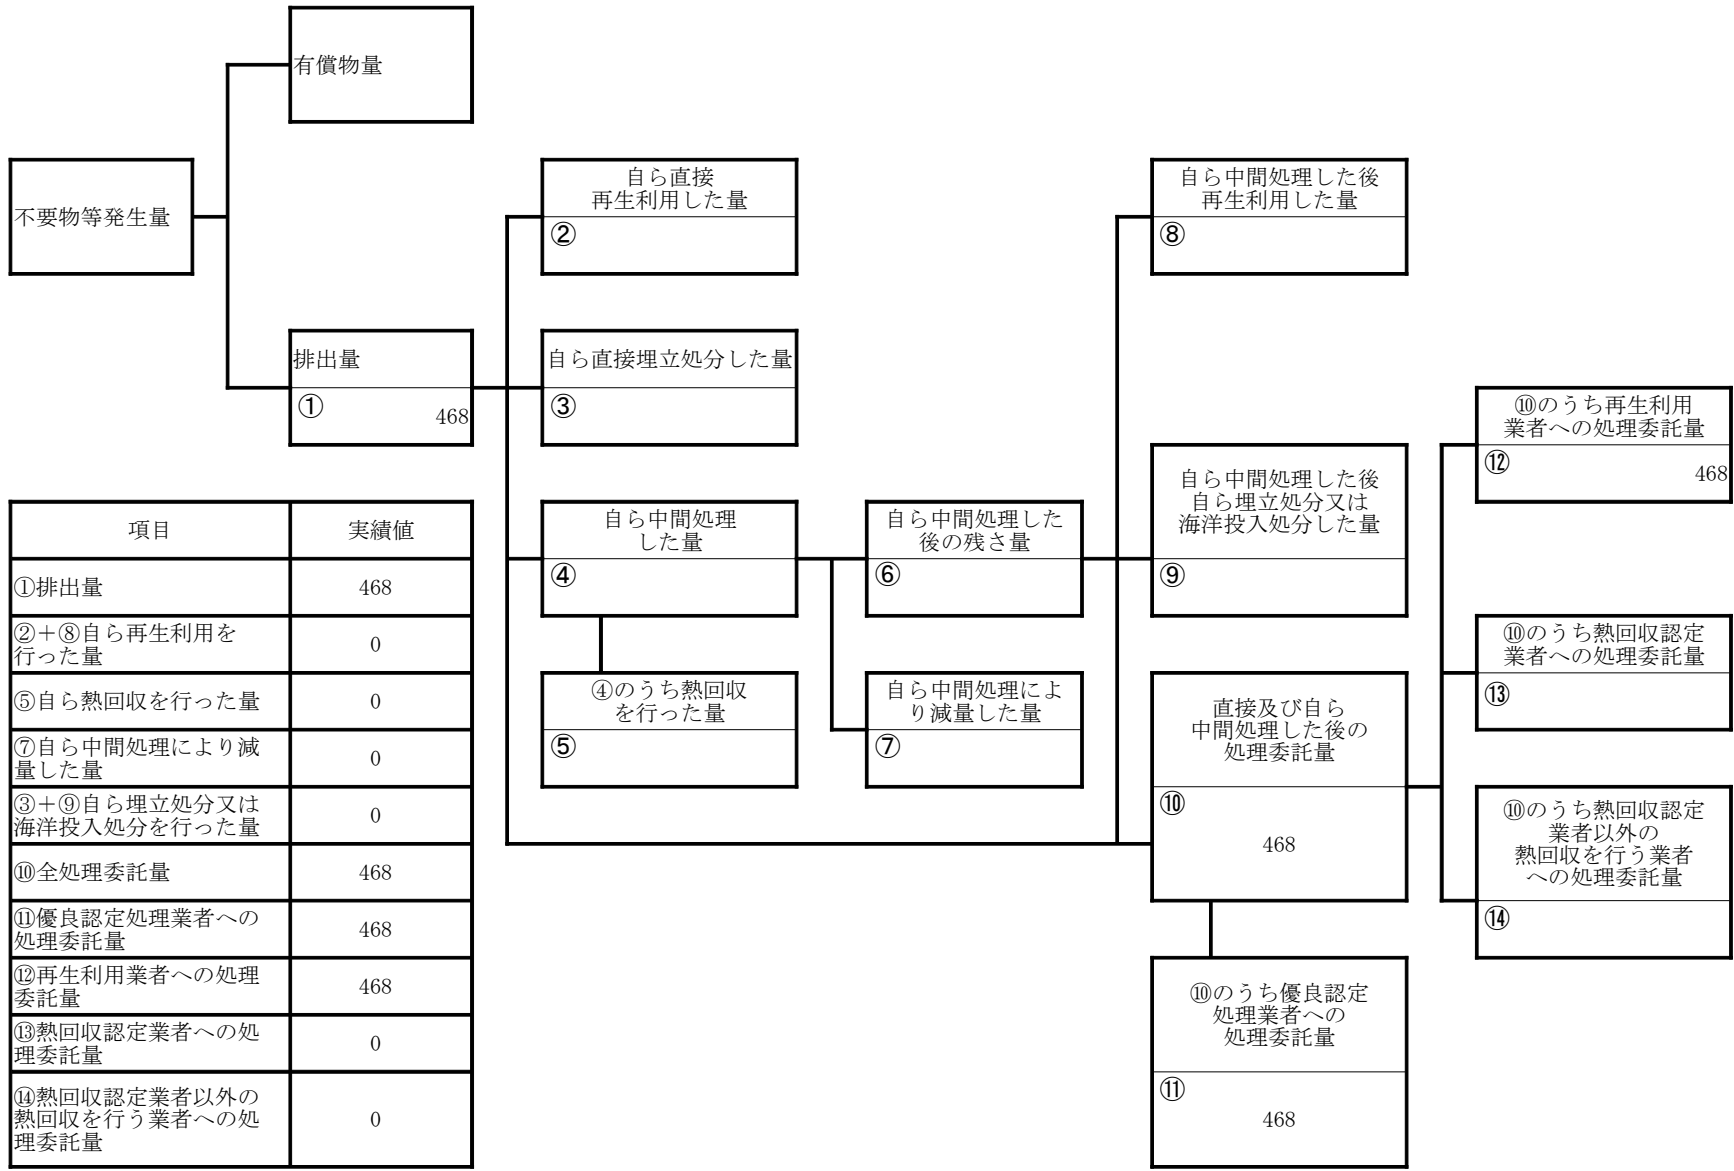 有償物量
不要物等発生量
自ら直接
再生利用した量
②
自ら中間処理した後
再生利用した量
⑧
排出量
①
468
自ら直接埋立処分した量
③
⑩のうち再生利用
業者への処理委託量
⑫
468
自ら中間処理
した量
④
自ら中間処理した
後の残さ量
⑥
自ら中間処理した後
自ら埋立処分又は
海洋投入処分した量
⑨
⑩のうち熱回収認定
業者への処理委託量
⑬
④のうち熱回収
を行った量
⑤
自ら中間処理によ
り減量した量
⑦
直接及び自ら
中間処理した後の
処理委託量
⑩
468
⑩のうち熱回収認定
業者以外の
熱回収を行う業者
への処理委託量
⑭
⑩のうち優良認定
処理業者への
処理委託量
⑪
468
項目 実績値
①排出量 468
②＋⑧自ら再生利用を
行った量 0
⑤自ら熱回収を行った量 0
⑦自ら中間処理により減
量した量 0
③＋⑨自ら埋立処分又は
海洋投入処分を行った量 0
⑩全処理委託量 468
⑪優良認定処理業者への
処理委託量 468
⑫再生利用業者への処理
委託量 468
⑬熱回収認定業者への処
理委託量 0
⑭熱回収認定業者以外の
熱回収を行う業者への処
理委託量 0